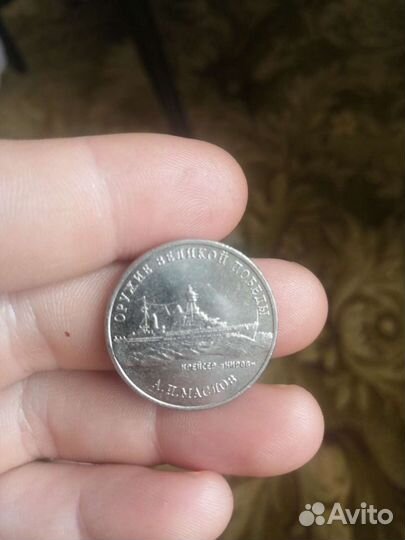 ОРУЖИЕ ВЕЛИКОЙ ПОБЕДЫ
КРЕЙСЕР «КИРОВ»
А.И.МАСЛОВ
Avito